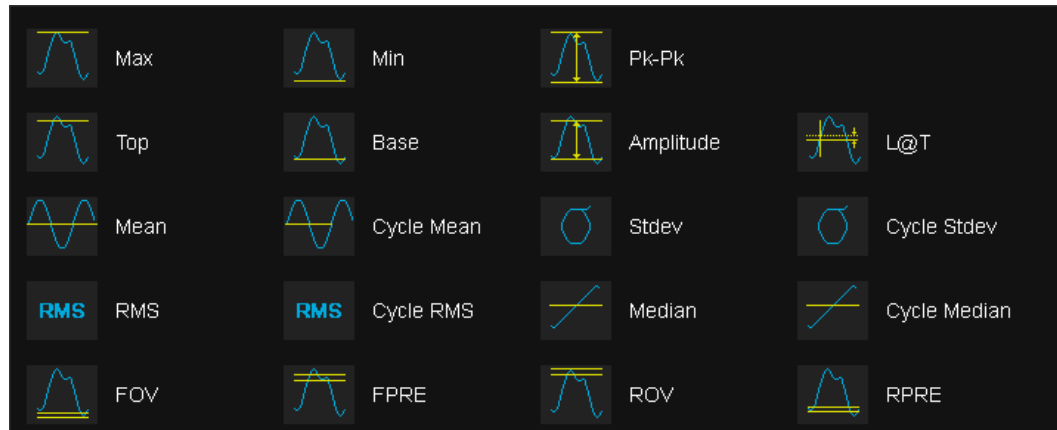 Max Min Pk-Pk
Top Base Amplitude L@T
Mean Cycle Mean Stdev Cycle Stdev
RMS RMS RMS Cycle RMS Median Cycle Median
FOV FPRE ROV RPRE